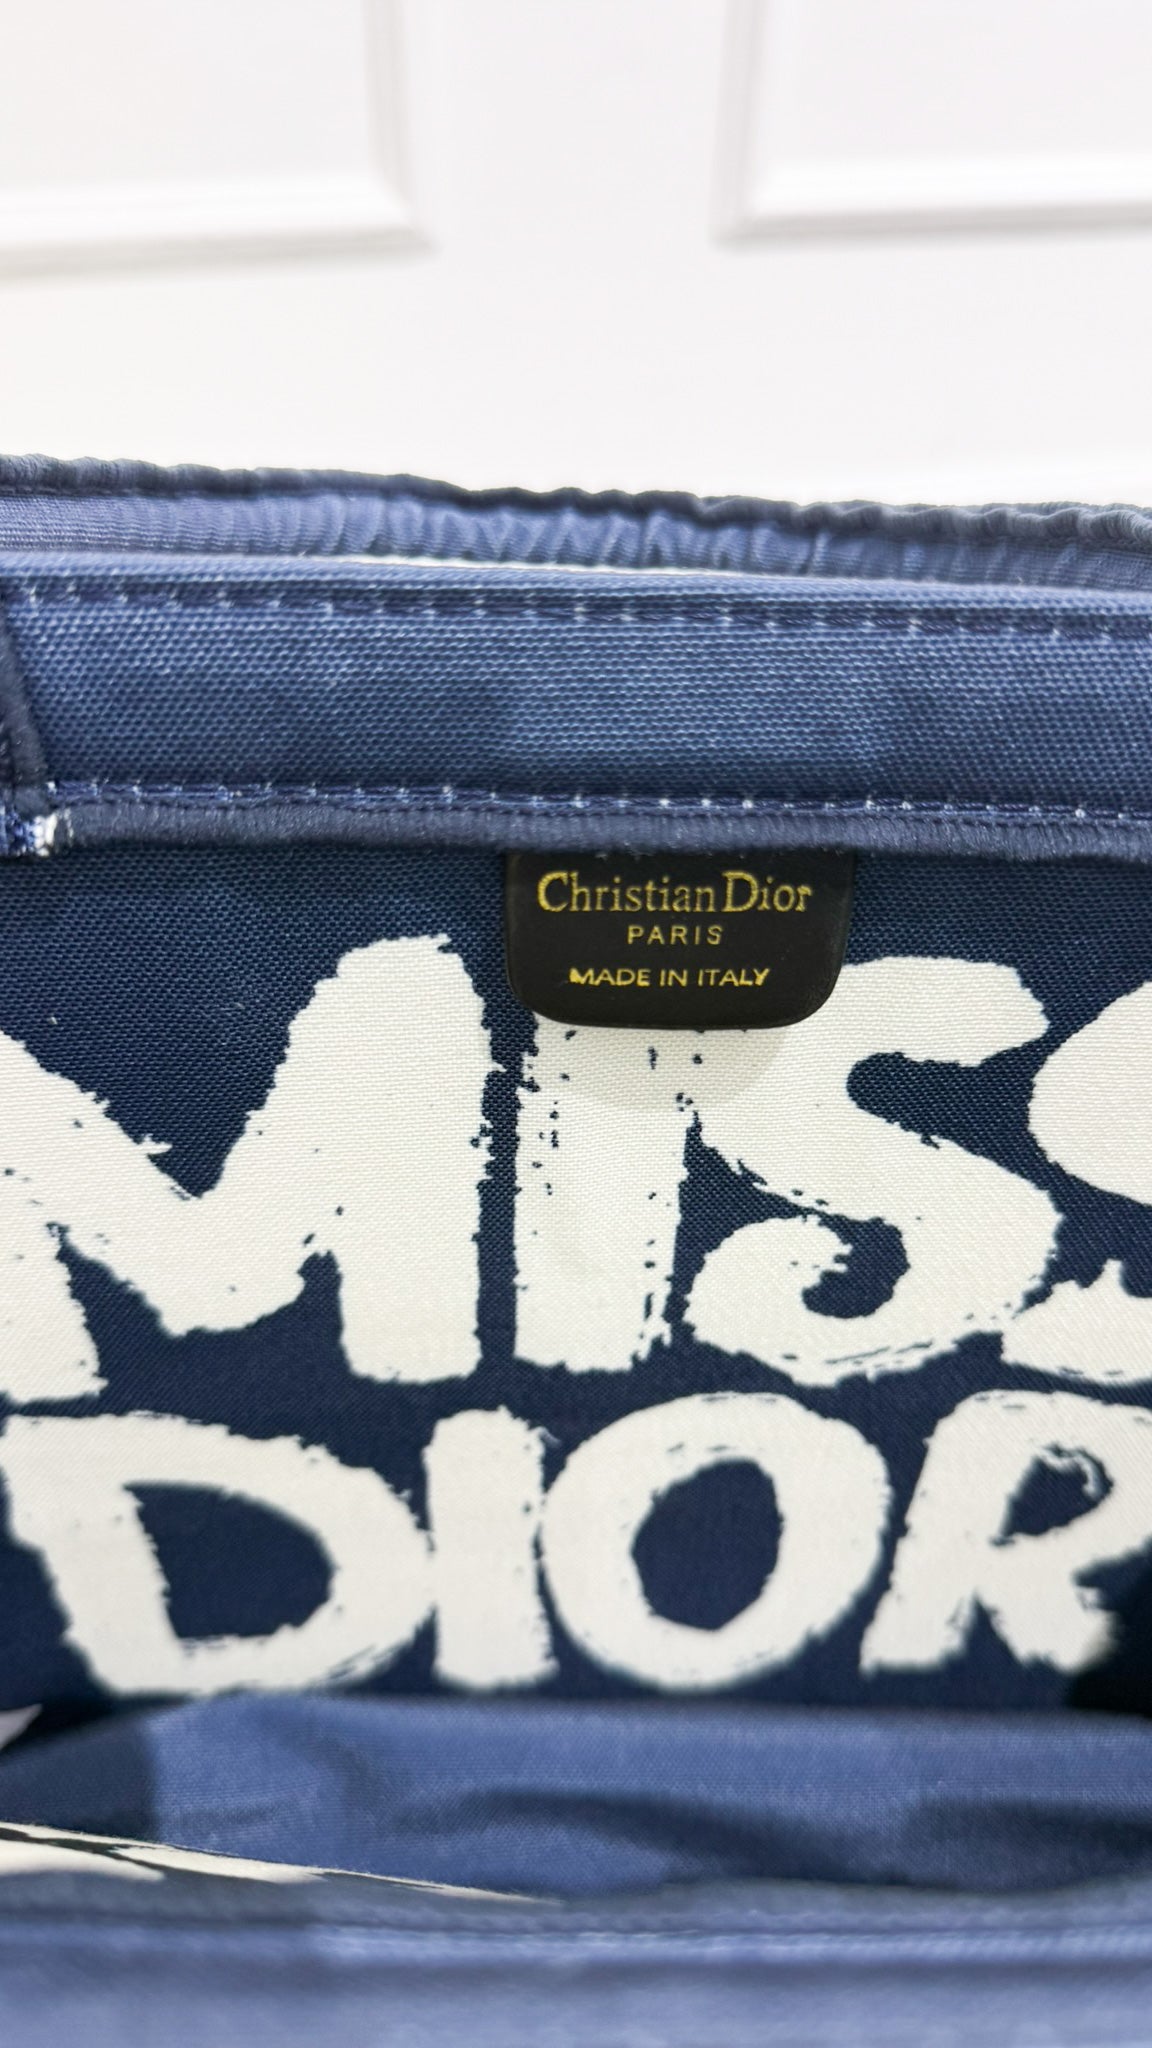 Christian Dior
PARIS
MADE IN ITALY
MISS
DIOR